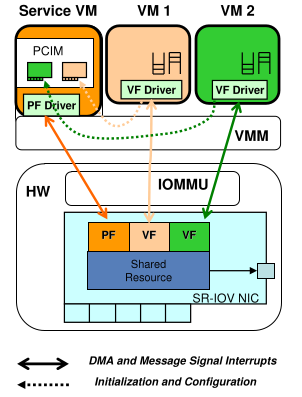 Service VM
VM 1
VM 2
PCIM
PF Driver
VF Driver
VF Driver
VMM
HW
IOMMU
PF
VF
VF
Shared
Resource
SR-IOV NIC
DMA and Message Signal Interrupts
Initialization and Configuration